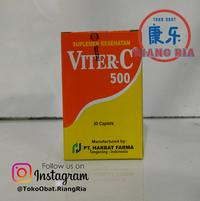 TOKO OBAT
康乐
RIANG RIA
SUPLEMEN KESEHATAN
VITER-C
500
30 Caplets
Manufactured by :
PT. HARBAT FARMA
Tangerang - Indonesia
Follow us on
Instagram
@TokoObat.RiangRia